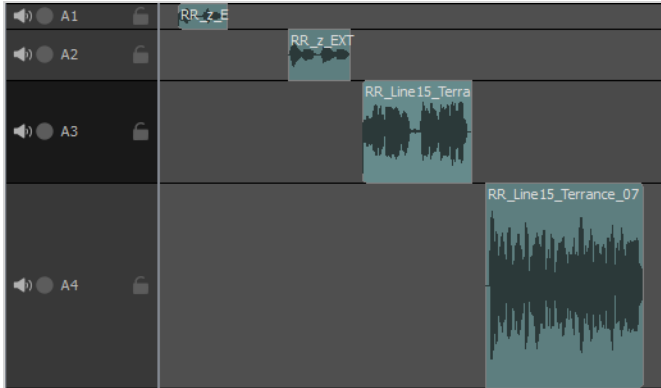 A1
RR_z_E
A2
RR_z_EXT
A3
RR_Line15_Terra
A4
RR_Line15_Terrance_07